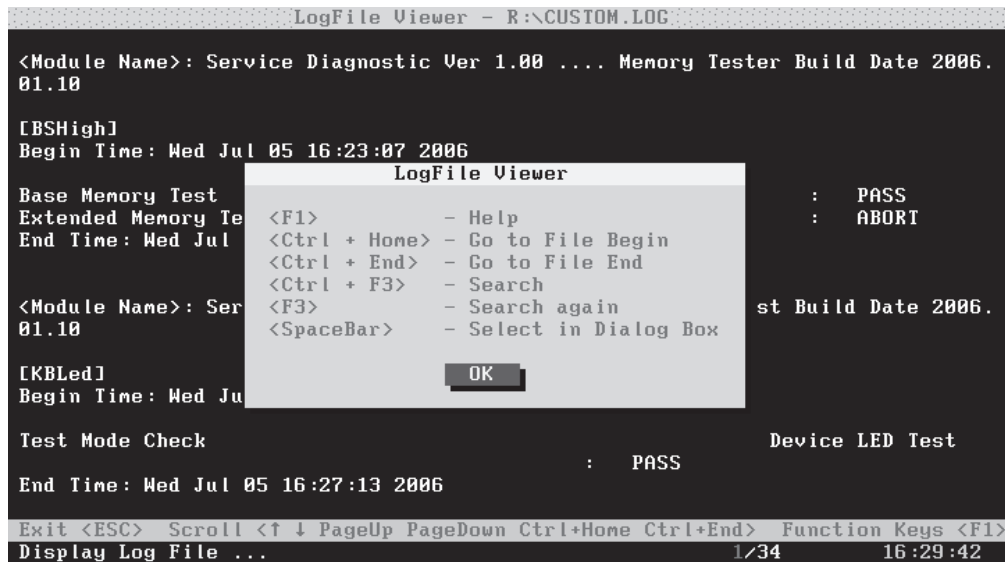 LogFile Viewer - R:\CUSTOM.LOG
<Module Name>: Service Diagnostic Ver 1.00 .... Memory Tester Build Date 2006.
01.10
[BSHigh]
Begin Time: Wed Jul 05 16:23:07 2006
Base Memory Test : PASS
Extended Memory Te : ABORT
End Time: Wed Jul
<Module Name>: Ser st Build Date 2006.
01.10
[KBLed]
Begin Time: Wed Ju
LogFile Viewer
<F1> - Help
<Ctrl + Home> - Go to File Begin
<Ctrl + End> - Go to File End
<Ctrl + F3> - Search
<F3> - Search again
<SpaceBar> - Select in Dialog Box
OK
Test Mode Check Device LED Test
: PASS
End Time: Wed Jul 05 16:27:13 2006
Exit <ESC> Scroll <↑ ↓ PageUp PageDown Ctrl+Home Ctrl+End> Function Keys <F1>
Display Log File ... 1/34 16:29:42